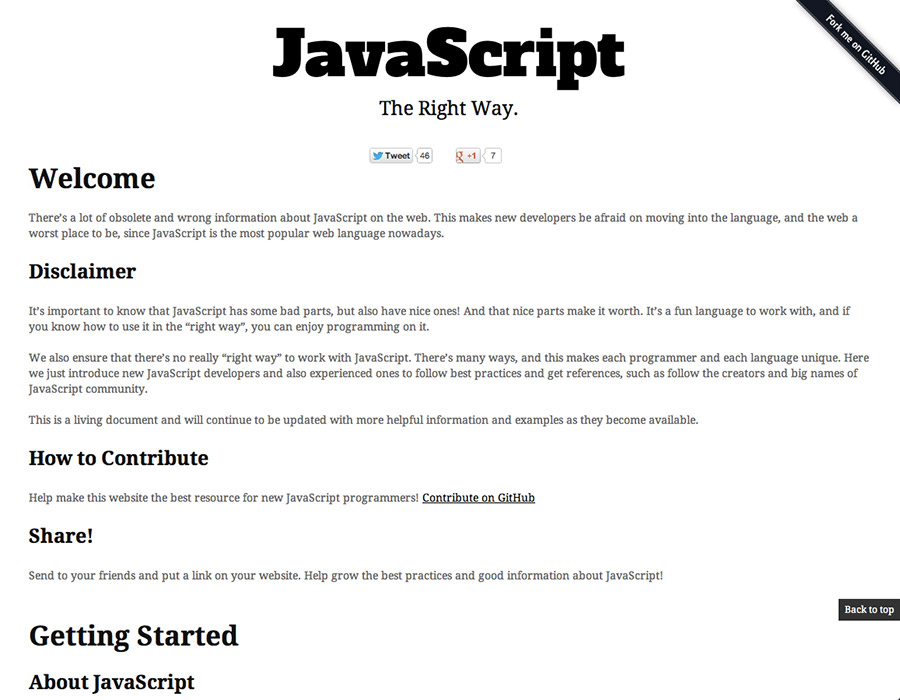 JavaScript
Fork me on GitHub
The Right Way.
Tweet 46 +1 7
Welcome
There's a lot of obsolete and wrong information about JavaScript on the web. This makes new developers be afraid on moving into the language, and the web a
worst place to be, since JavaScript is the most popular web language nowadays.
Disclaimer
It's important to know that JavaScript has some bad parts, but also have nice ones! And that nice parts make it worth. It's a fun language to work with, and if
you know how to use it in the “right way”, you can enjoy programming on it.
We also ensure that there's no really “right way” to work with JavaScript. There's many ways, and this makes each programmer and each language unique. Here
we just introduce new JavaScript developers and also experienced ones to follow best practices and get references, such as follow the creators and big names of
JavaScript community.
This is a living document and will continue to be updated with more helpful information and examples as they become available.
How to Contribute
Help make this website the best resource for new JavaScript programmers! Contribute on GitHub
Share!
Send to your friends and put a link on your website. Help grow the best practices and good information about JavaScript!
Back to top
Getting Started
About JavaScript